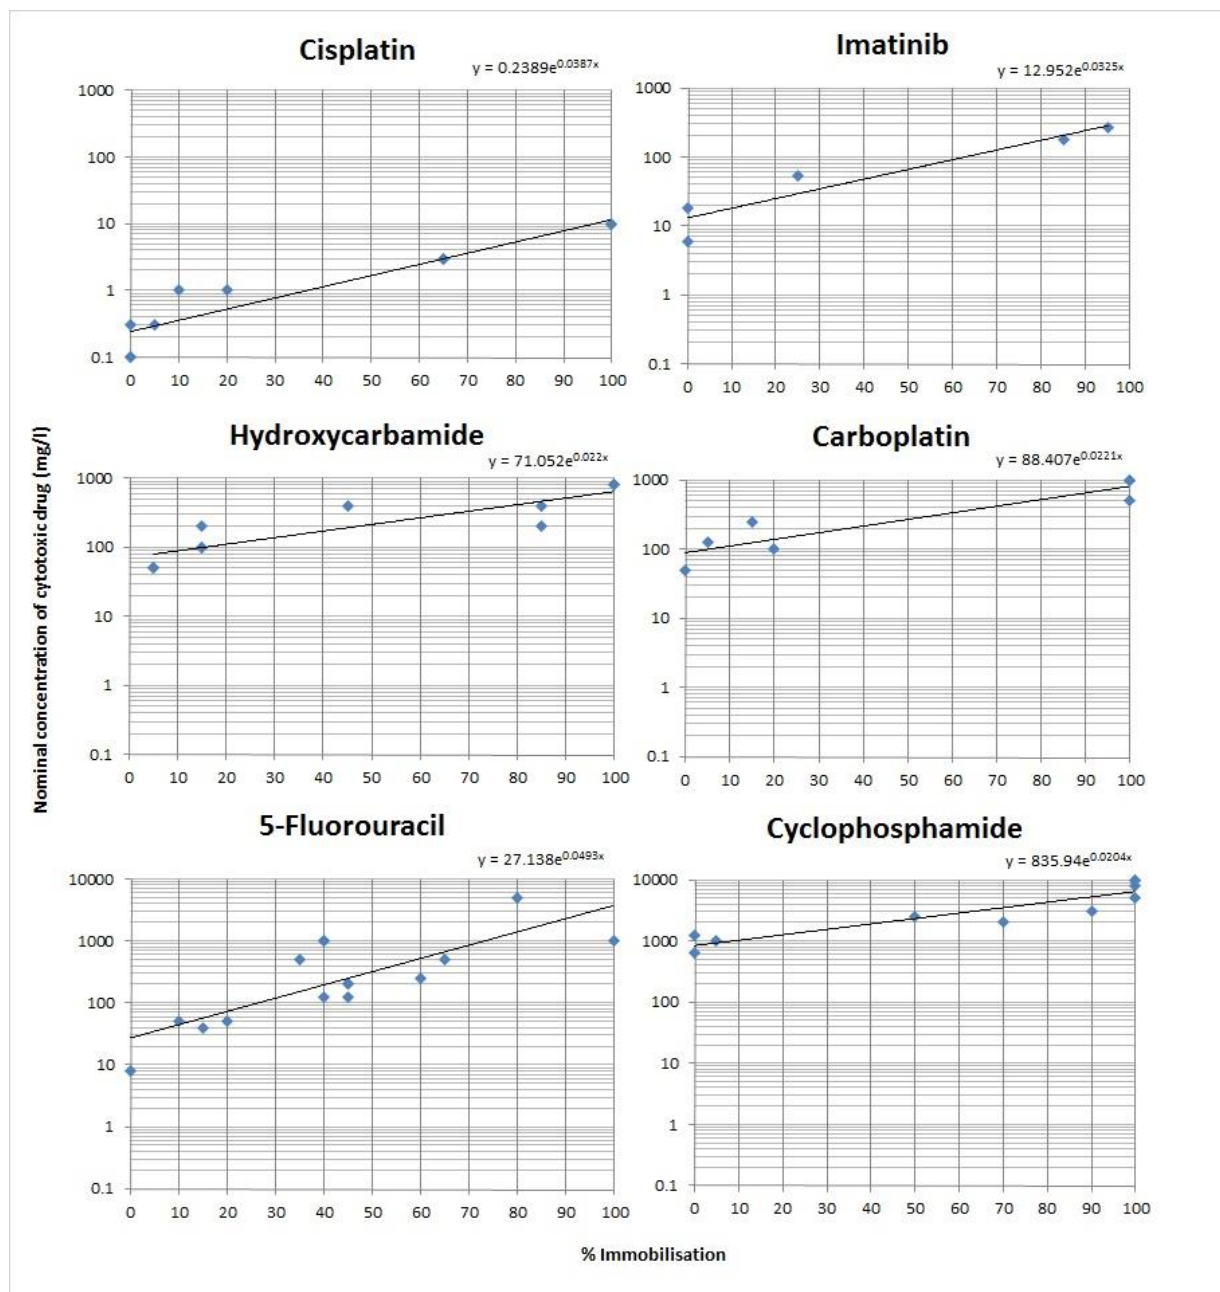 Cisplatin
y = 0.2389e^0.0387x
1000
100
10
1
0.1
0 10 20 30 40 50 60 70 80 90 100
Imatinib
y = 12.952e^0.0325x
1000
100
10
1
0.1
0 10 20 30 40 50 60 70 80 90 100
Nominal concentration of cytotoxic drug (mg/l)
Hydroxycarbamide
y = 71.052e^0.022x
1000
100
10
1
0.1
0 10 20 30 40 50 60 70 80 90 100
Carboplatin
y = 88.407e^0.0221x
1000
100
10
1
0.1
0 10 20 30 40 50 60 70 80 90 100
5-Fluorouracil
y = 27.138e^0.0493x
10000
1000
100
10
1
0.1
0 10 20 30 40 50 60 70 80 90 100
Cyclophosphamide
y = 835.94e^0.0204x
10000
1000
100
10
1
0.1
0 10 20 30 40 50 60 70 80 90 100
% Immobilisation